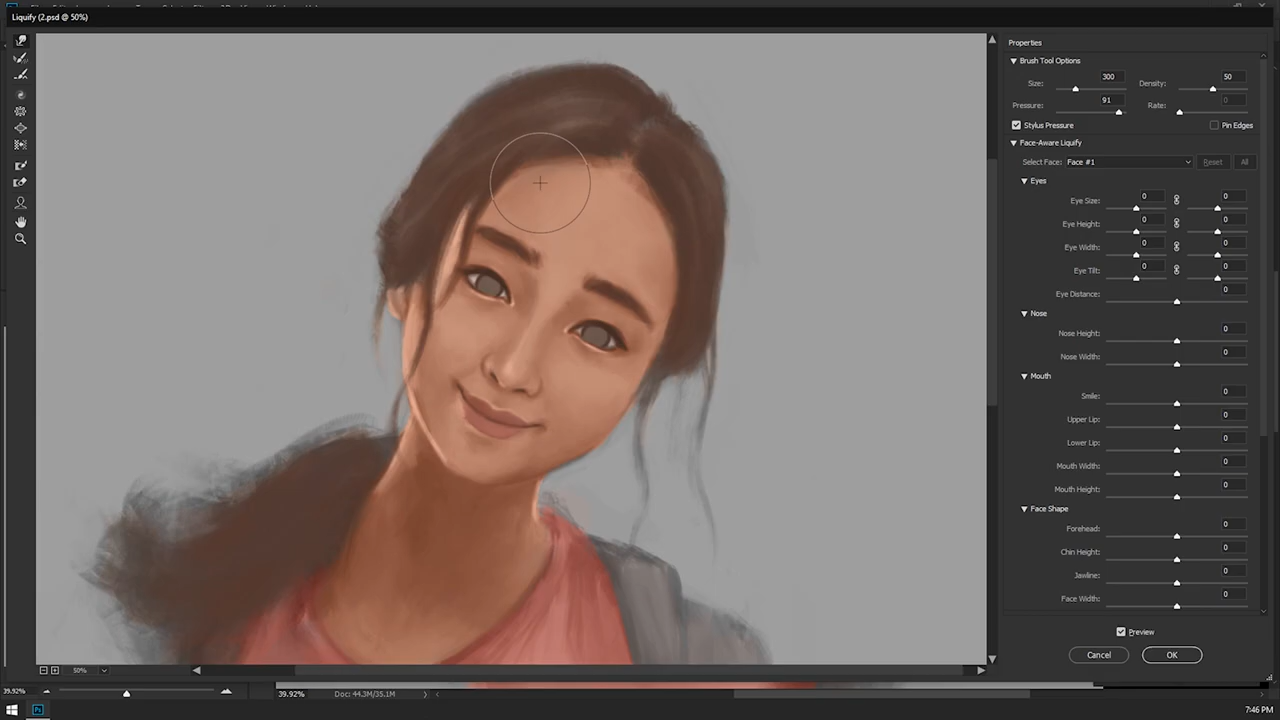 Liquify (2.psd @ 50%)
Properties
Brush Tool Options
Size: 300 Density: 50
Pressure: 91 Rate: 0
Stylus Pressure Pin Edges
Face-Aware Liquify
Select Face: Face #1 Reset All
Eyes
Eye Size: 0 0
Eye Height: 0 0
Eye Width: 0 0
Eye Tilt: 0 0
Eye Distance: 0
Nose
Nose Height: 0
Nose Width: 0
Mouth
Smile: 0
Upper Lip: 0
Lower Lip: 0
Mouth Width: 0
Mouth Height: 0
Face Shape
Forehead: 0
Chin Height: 0
Jawline: 0
Face Width: 0
Preview
Cancel OK
50%
39.92% 39.92% Doc: 44.3M/35.1M
Ps 7:46 PM